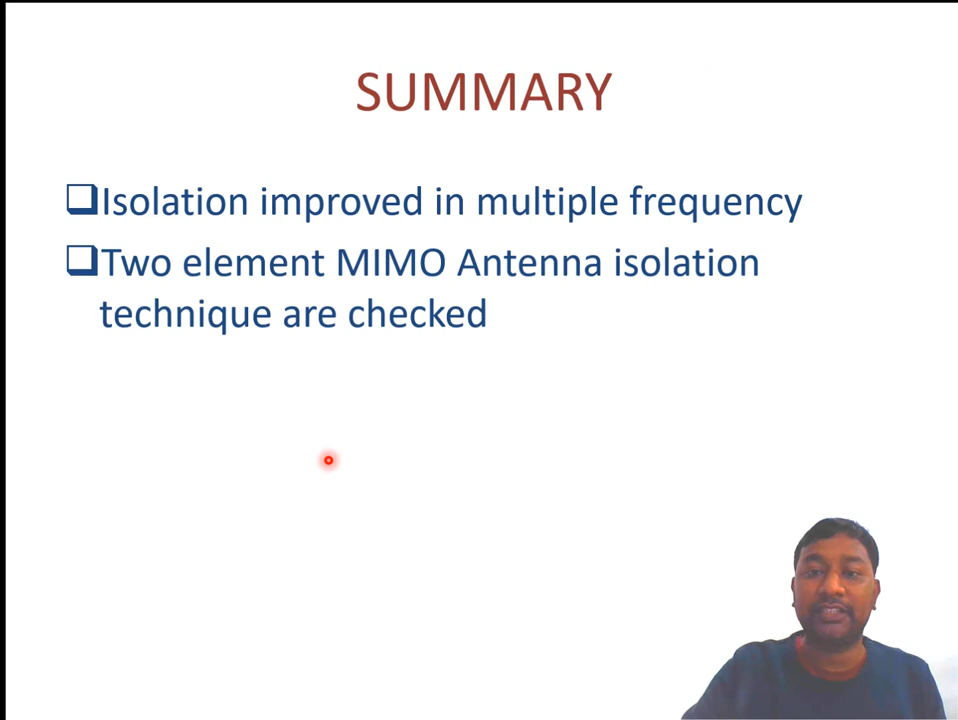 SUMMARY
Isolation improved in multiple frequency
Two element MIMO Antenna isolation
technique are checked